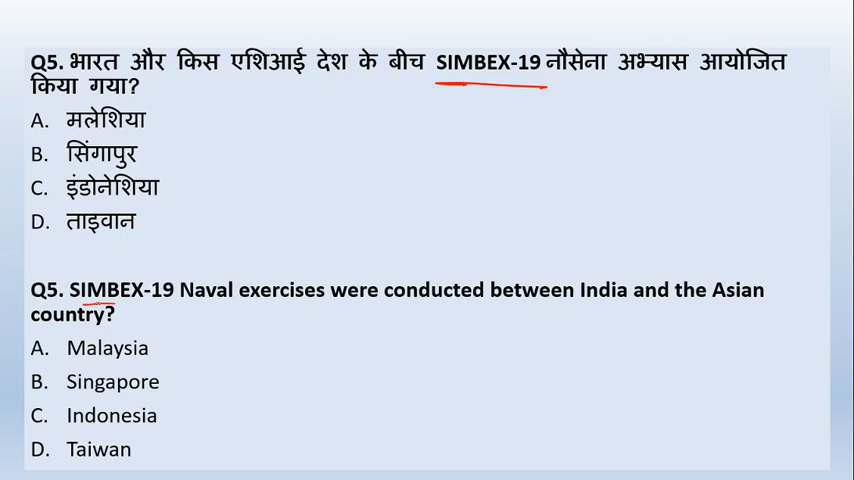 Q5. भारत और किस एशिआई देश के बीच SIMBEX-19 नौसेना अभ्यास आयोजित
किया गया?
A. मलेशिया
B. सिंगापुर
C. इंडोनेशिया
D. ताइवान
Q5. SIMBEX-19 Naval exercises were conducted between India and the Asian
country?
A. Malaysia
B. Singapore
C. Indonesia
D. Taiwan